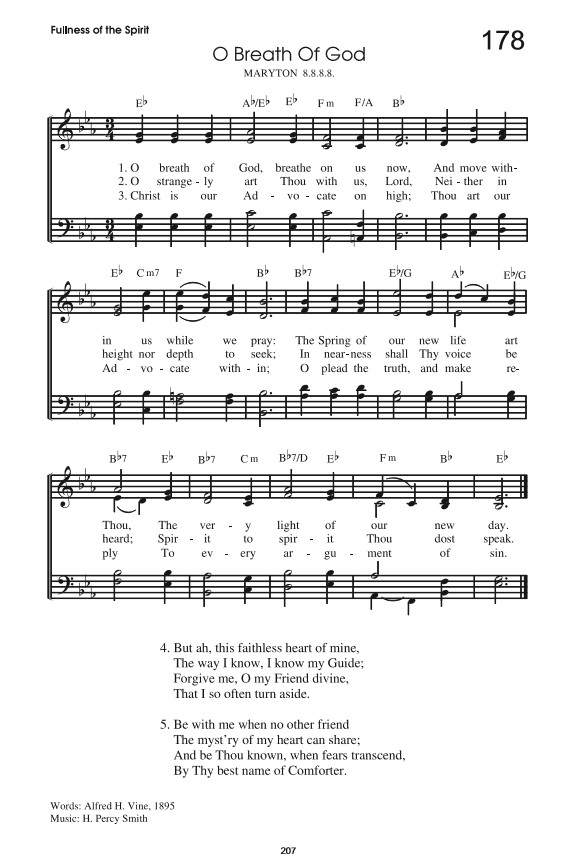 Fullness of the Spirit
178
O Breath Of God
MARYTON 8.8.8.8.
E♭ A♭/E♭ E♭ Fm F/A B♭
1. O breath of God, breathe on us now, And move with-
2. O strange - ly art Thou with us, Lord, Nei - ther in
3. Christ is our Ad - vo - cate on high; Thou art our
E♭ Cm7 F B♭ B♭7 E♭/G A♭ E♭/G
in us while we pray: The Spring of our new life art
height nor depth to seek; In near-ness shall Thy voice be
Ad - vo - cate with - in; O plead the truth, and make re-
B♭7 E♭ B♭7 Cm B♭7/D E♭ Fm B♭ E♭
Thou, The ver - y light of our new day.
heard; Spir - it to spir - it Thou dost speak.
ply To ev - ery ar - gu - ment of sin.
4. But ah, this faithless heart of mine,
The way I know, I know my Guide;
Forgive me, O my Friend divine,
That I so often turn aside.
5. Be with me when no other friend
The myst'ry of my heart can share;
And be Thou known, when fears transcend,
By Thy best name of Comforter.
Words: Alfred H. Vine, 1895
Music: H. Percy Smith
207